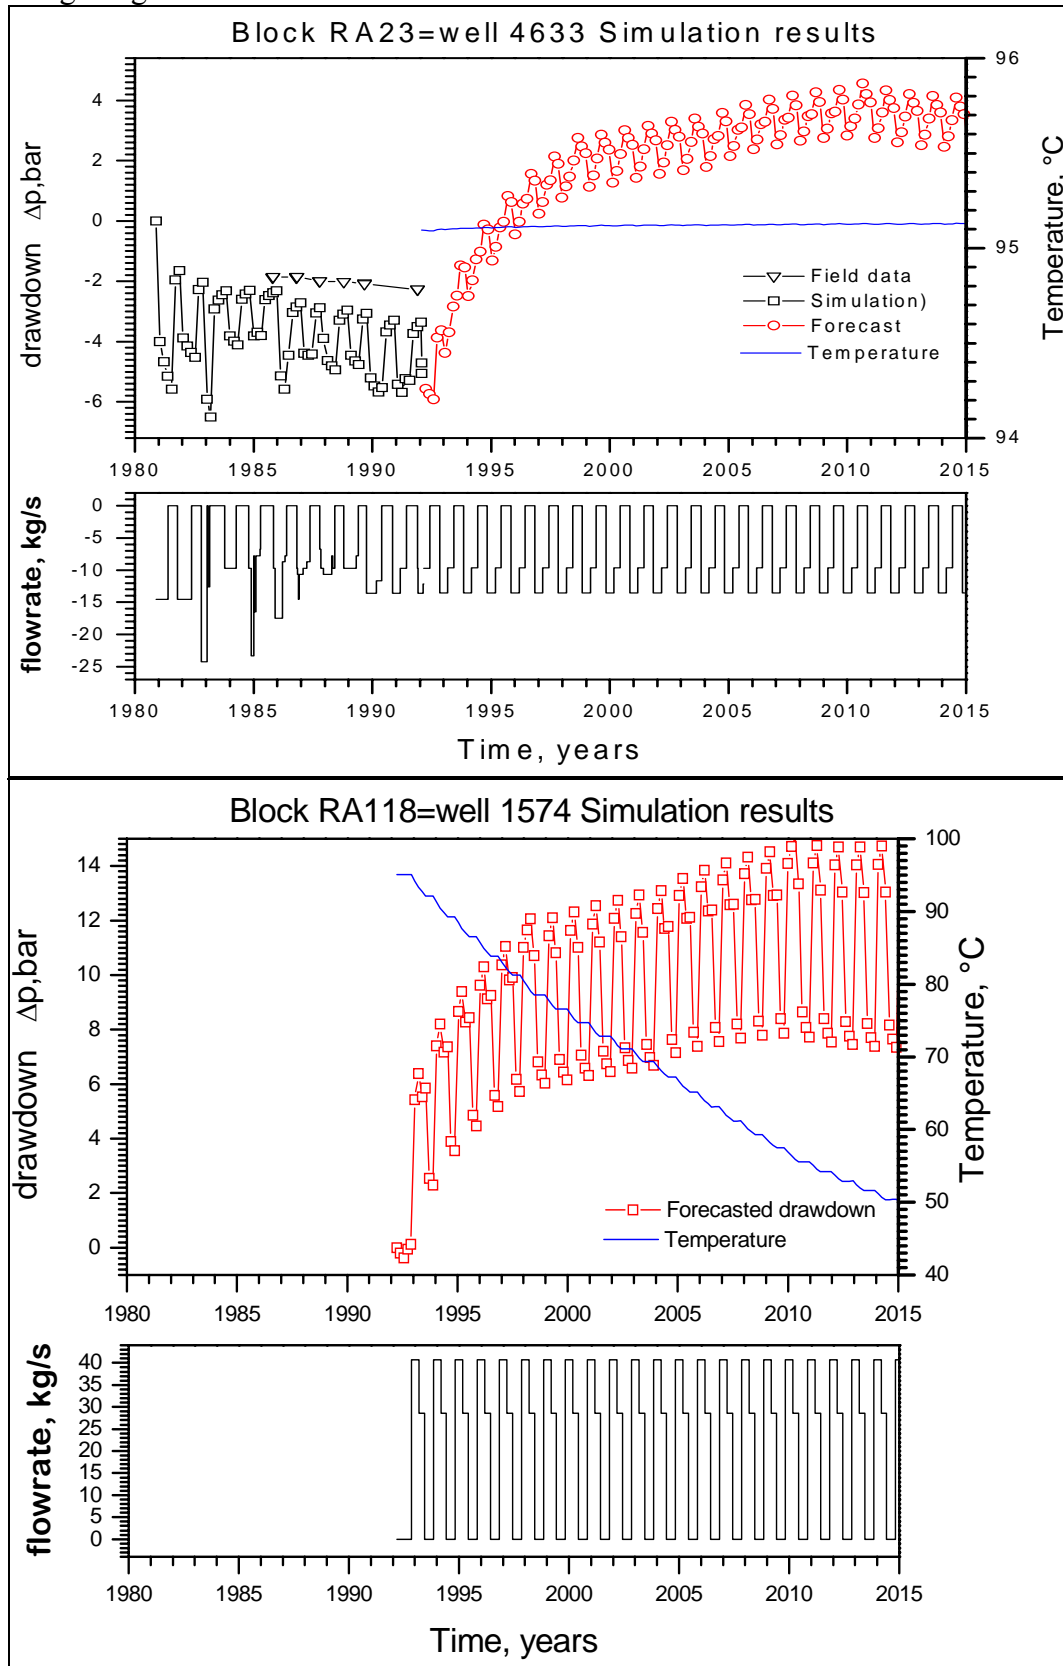 Block RA23=well 4633 Simulation results
drawdown Δp,bar
4
2
0
-2
-4
-6
96
95
94
Temperature, °C
Field data
Simulation)
Forecast
Temperature
1980 1985 1990 1995 2000 2005 2010 2015
flowrate, kg/s
0
-5
-10
-15
-20
-25
1980 1985 1990 1995 2000 2005 2010 2015
Time, years
Block RA118=well 1574 Simulation results
drawdown Δp,bar
14
12
10
8
6
4
2
0
100
90
80
70
60
50
40
Temperature, °C
Forecasted drawdown
Temperature
1980 1985 1990 1995 2000 2005 2010 2015
flowrate, kg/s
40
35
30
25
20
15
10
5
0
1980 1985 1990 1995 2000 2005 2010 2015
Time, years